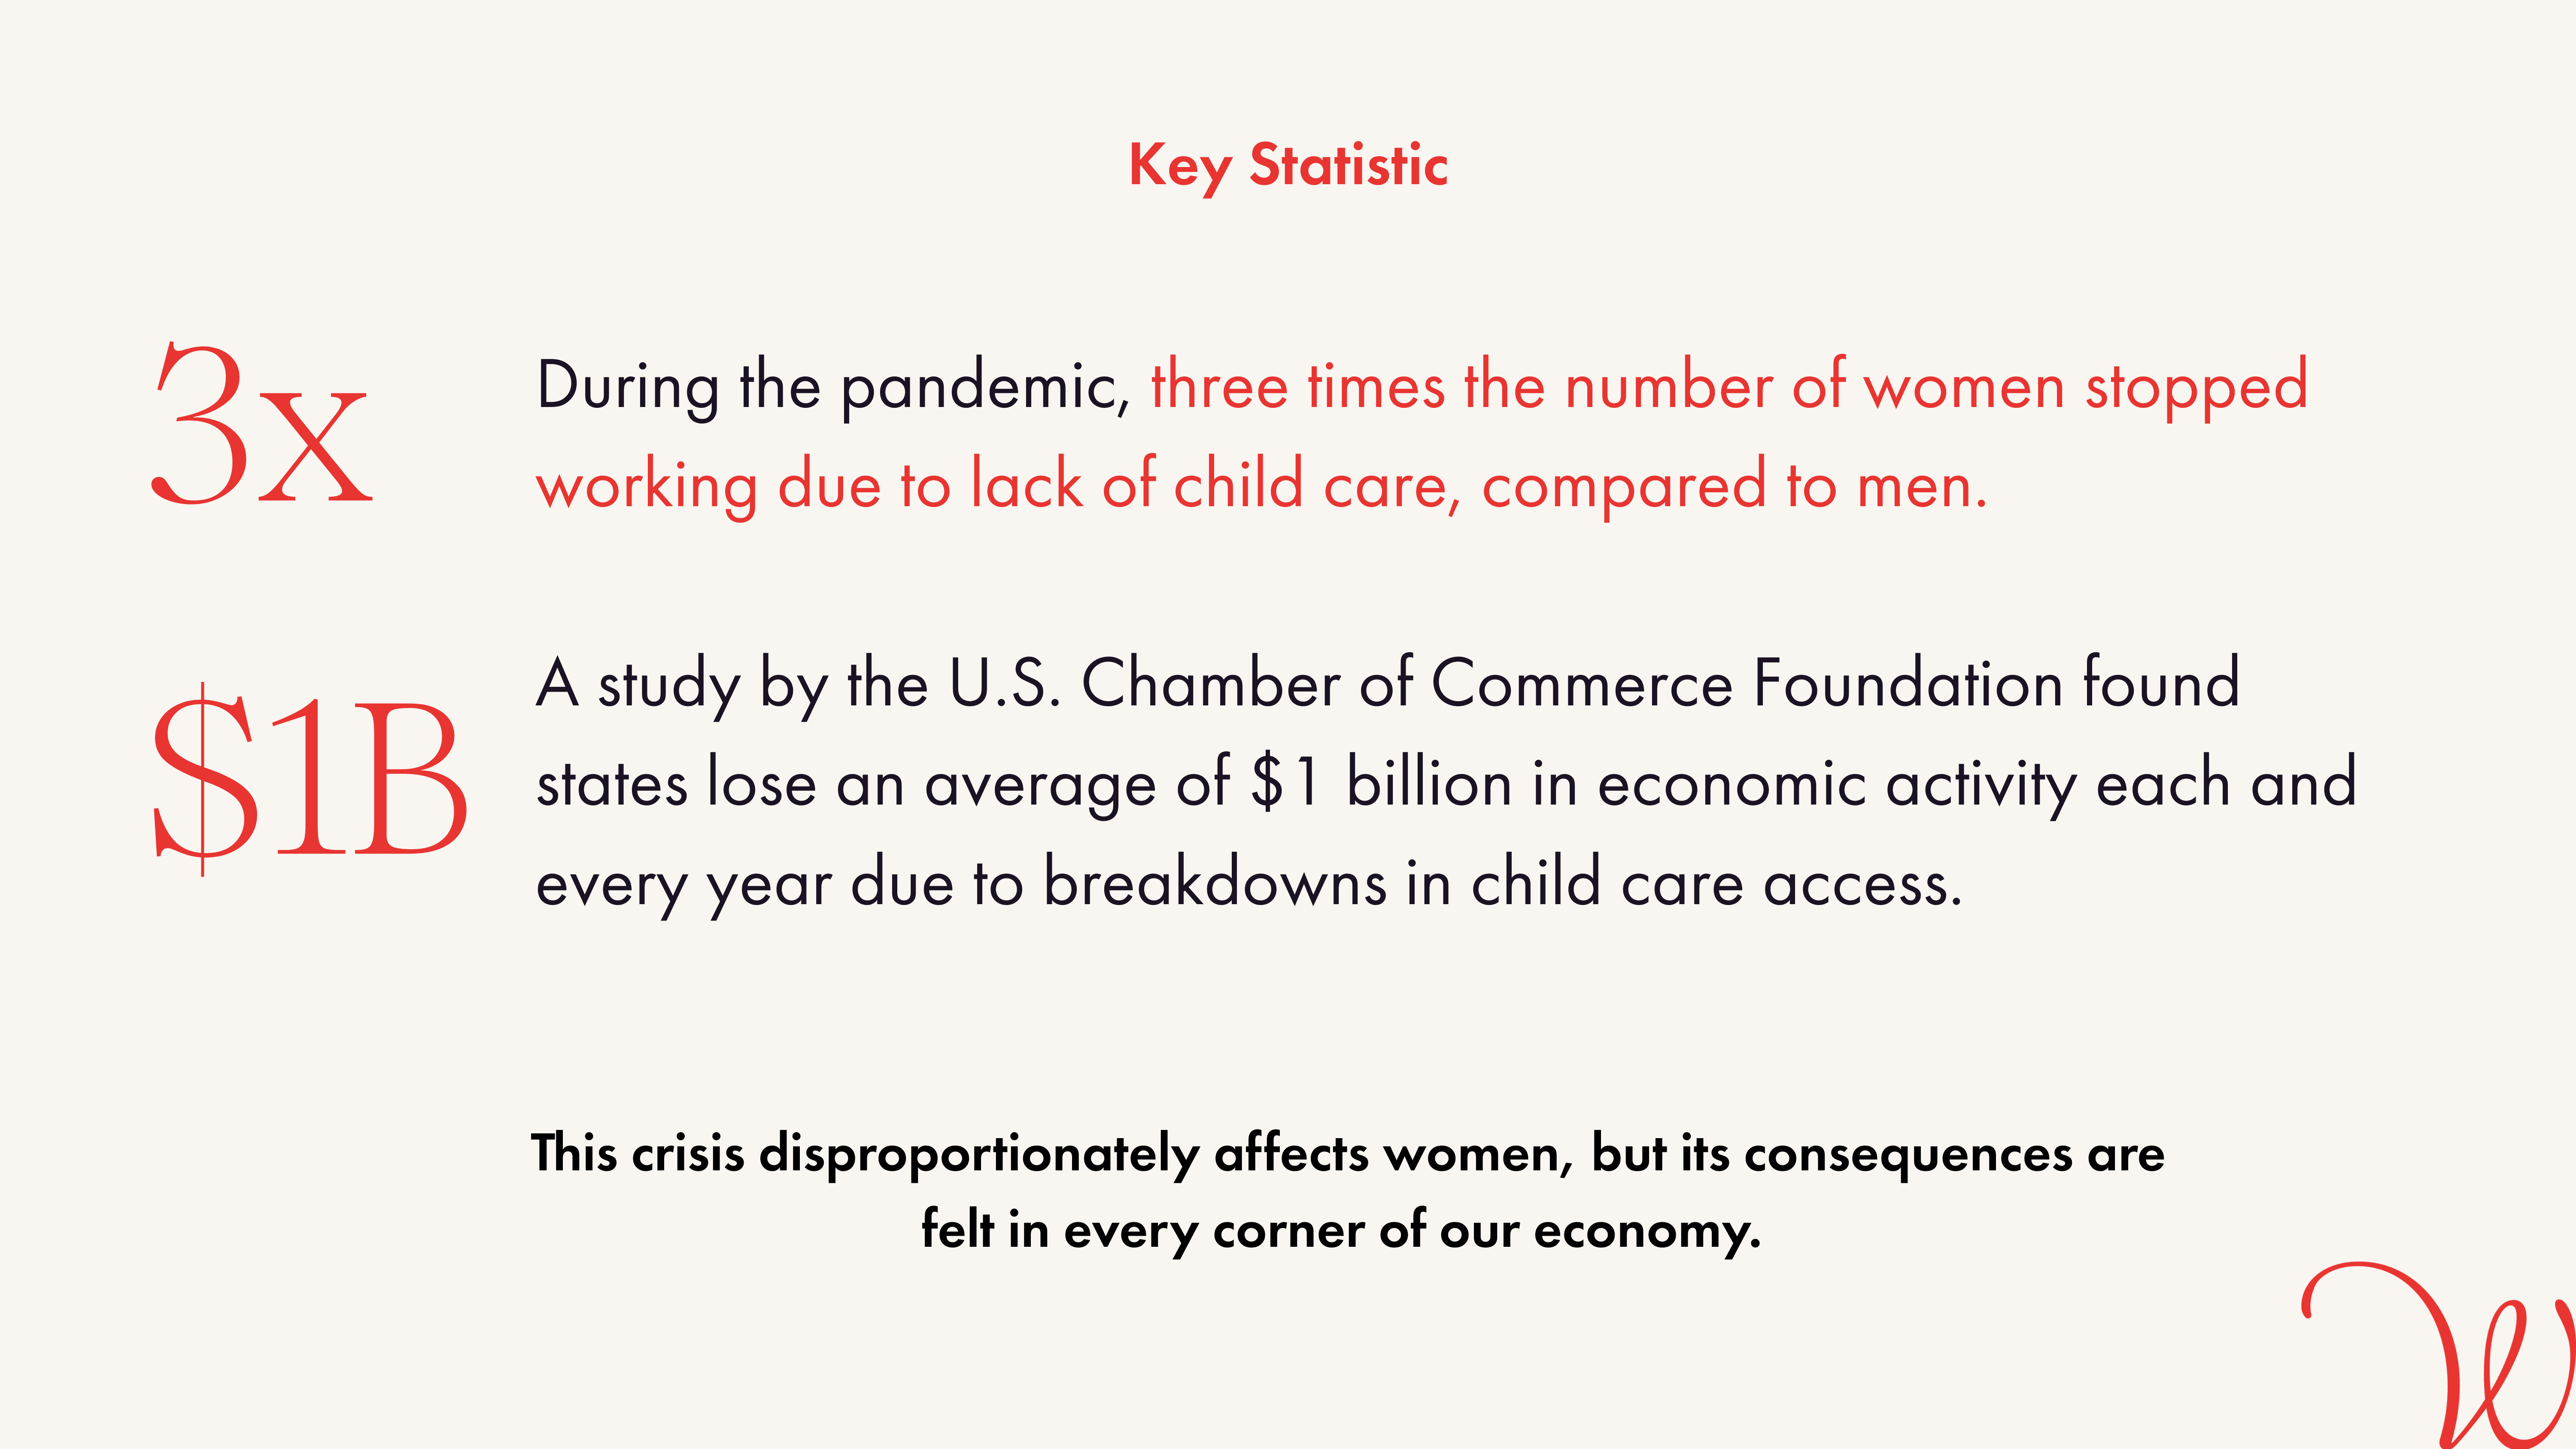 Key Statistic
3x
During the pandemic, three times the number of women stopped
working due to lack of child care, compared to men.
$1B
A study by the U.S. Chamber of Commerce Foundation found
states lose an average of $1 billion in economic activity each and
every year due to breakdowns in child care access.
This crisis disproportionately affects women, but its consequences are
felt in every corner of our economy.
W